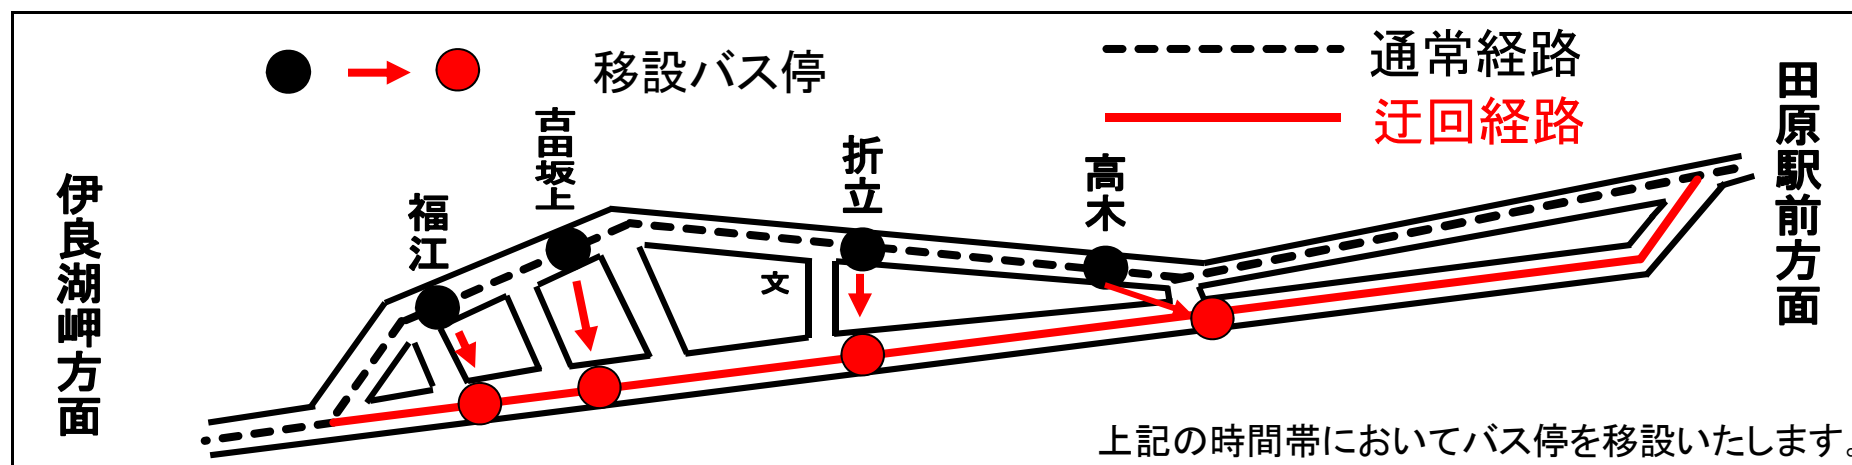 移設バス停
通常経路
迂回経路
伊良湖岬方面
福江
古田坂上
折立
高木
田原駅前方面
文
上記の時間帯においてバス停を移設いたします。